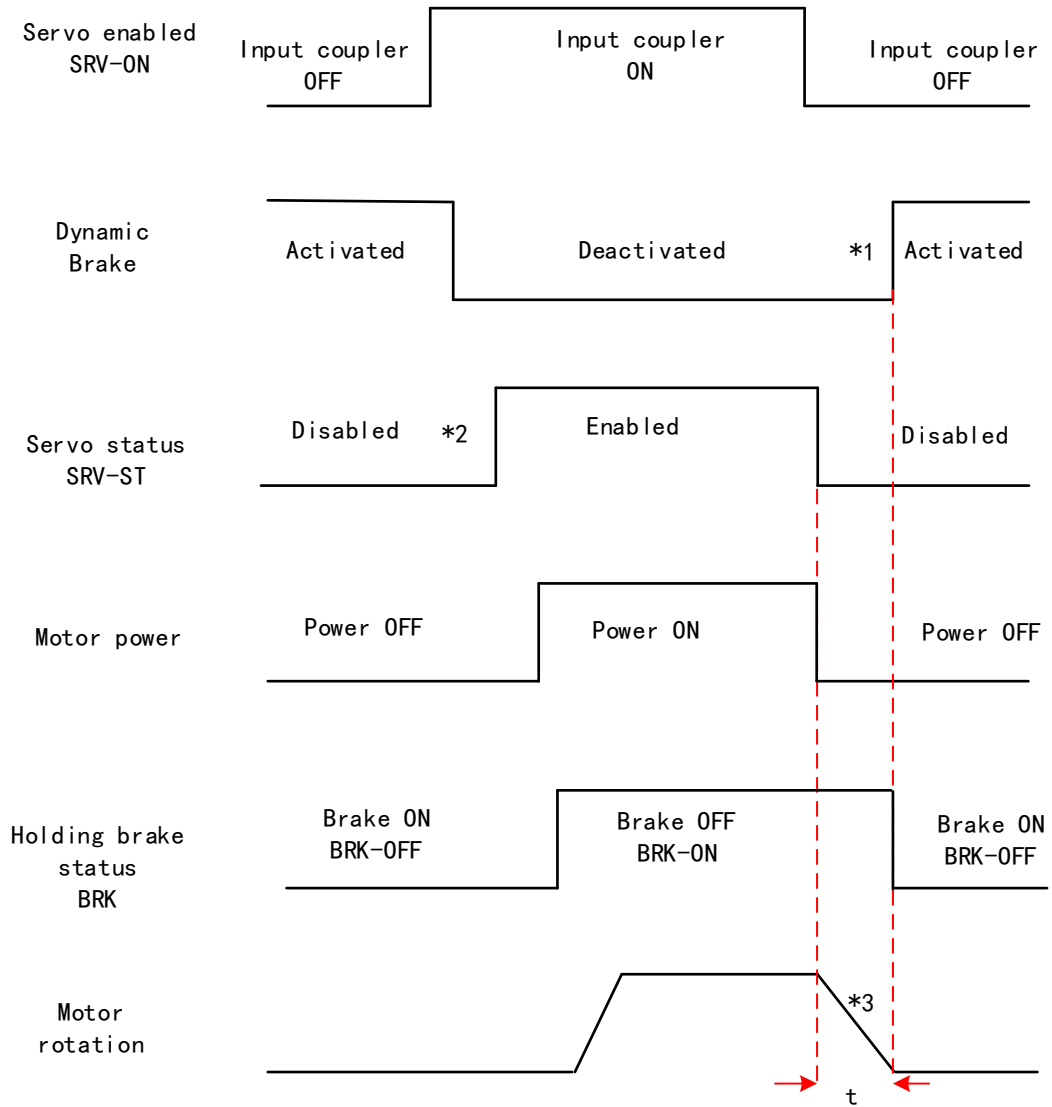 Servo enabled
SRV-ON
Input coupler
OFF
Input coupler
ON
Input coupler
OFF
Dynamic
Brake
Activated
Deactivated
*1
Activated
Servo status
SRV-ST
Disabled
*2
Enabled
Disabled
Motor power
Power OFF
Power ON
Power OFF
Holding brake
status
BRK
Brake ON
BRK-OFF
Brake OFF
BRK-ON
Brake ON
BRK-OFF
Motor
rotation
*3
t